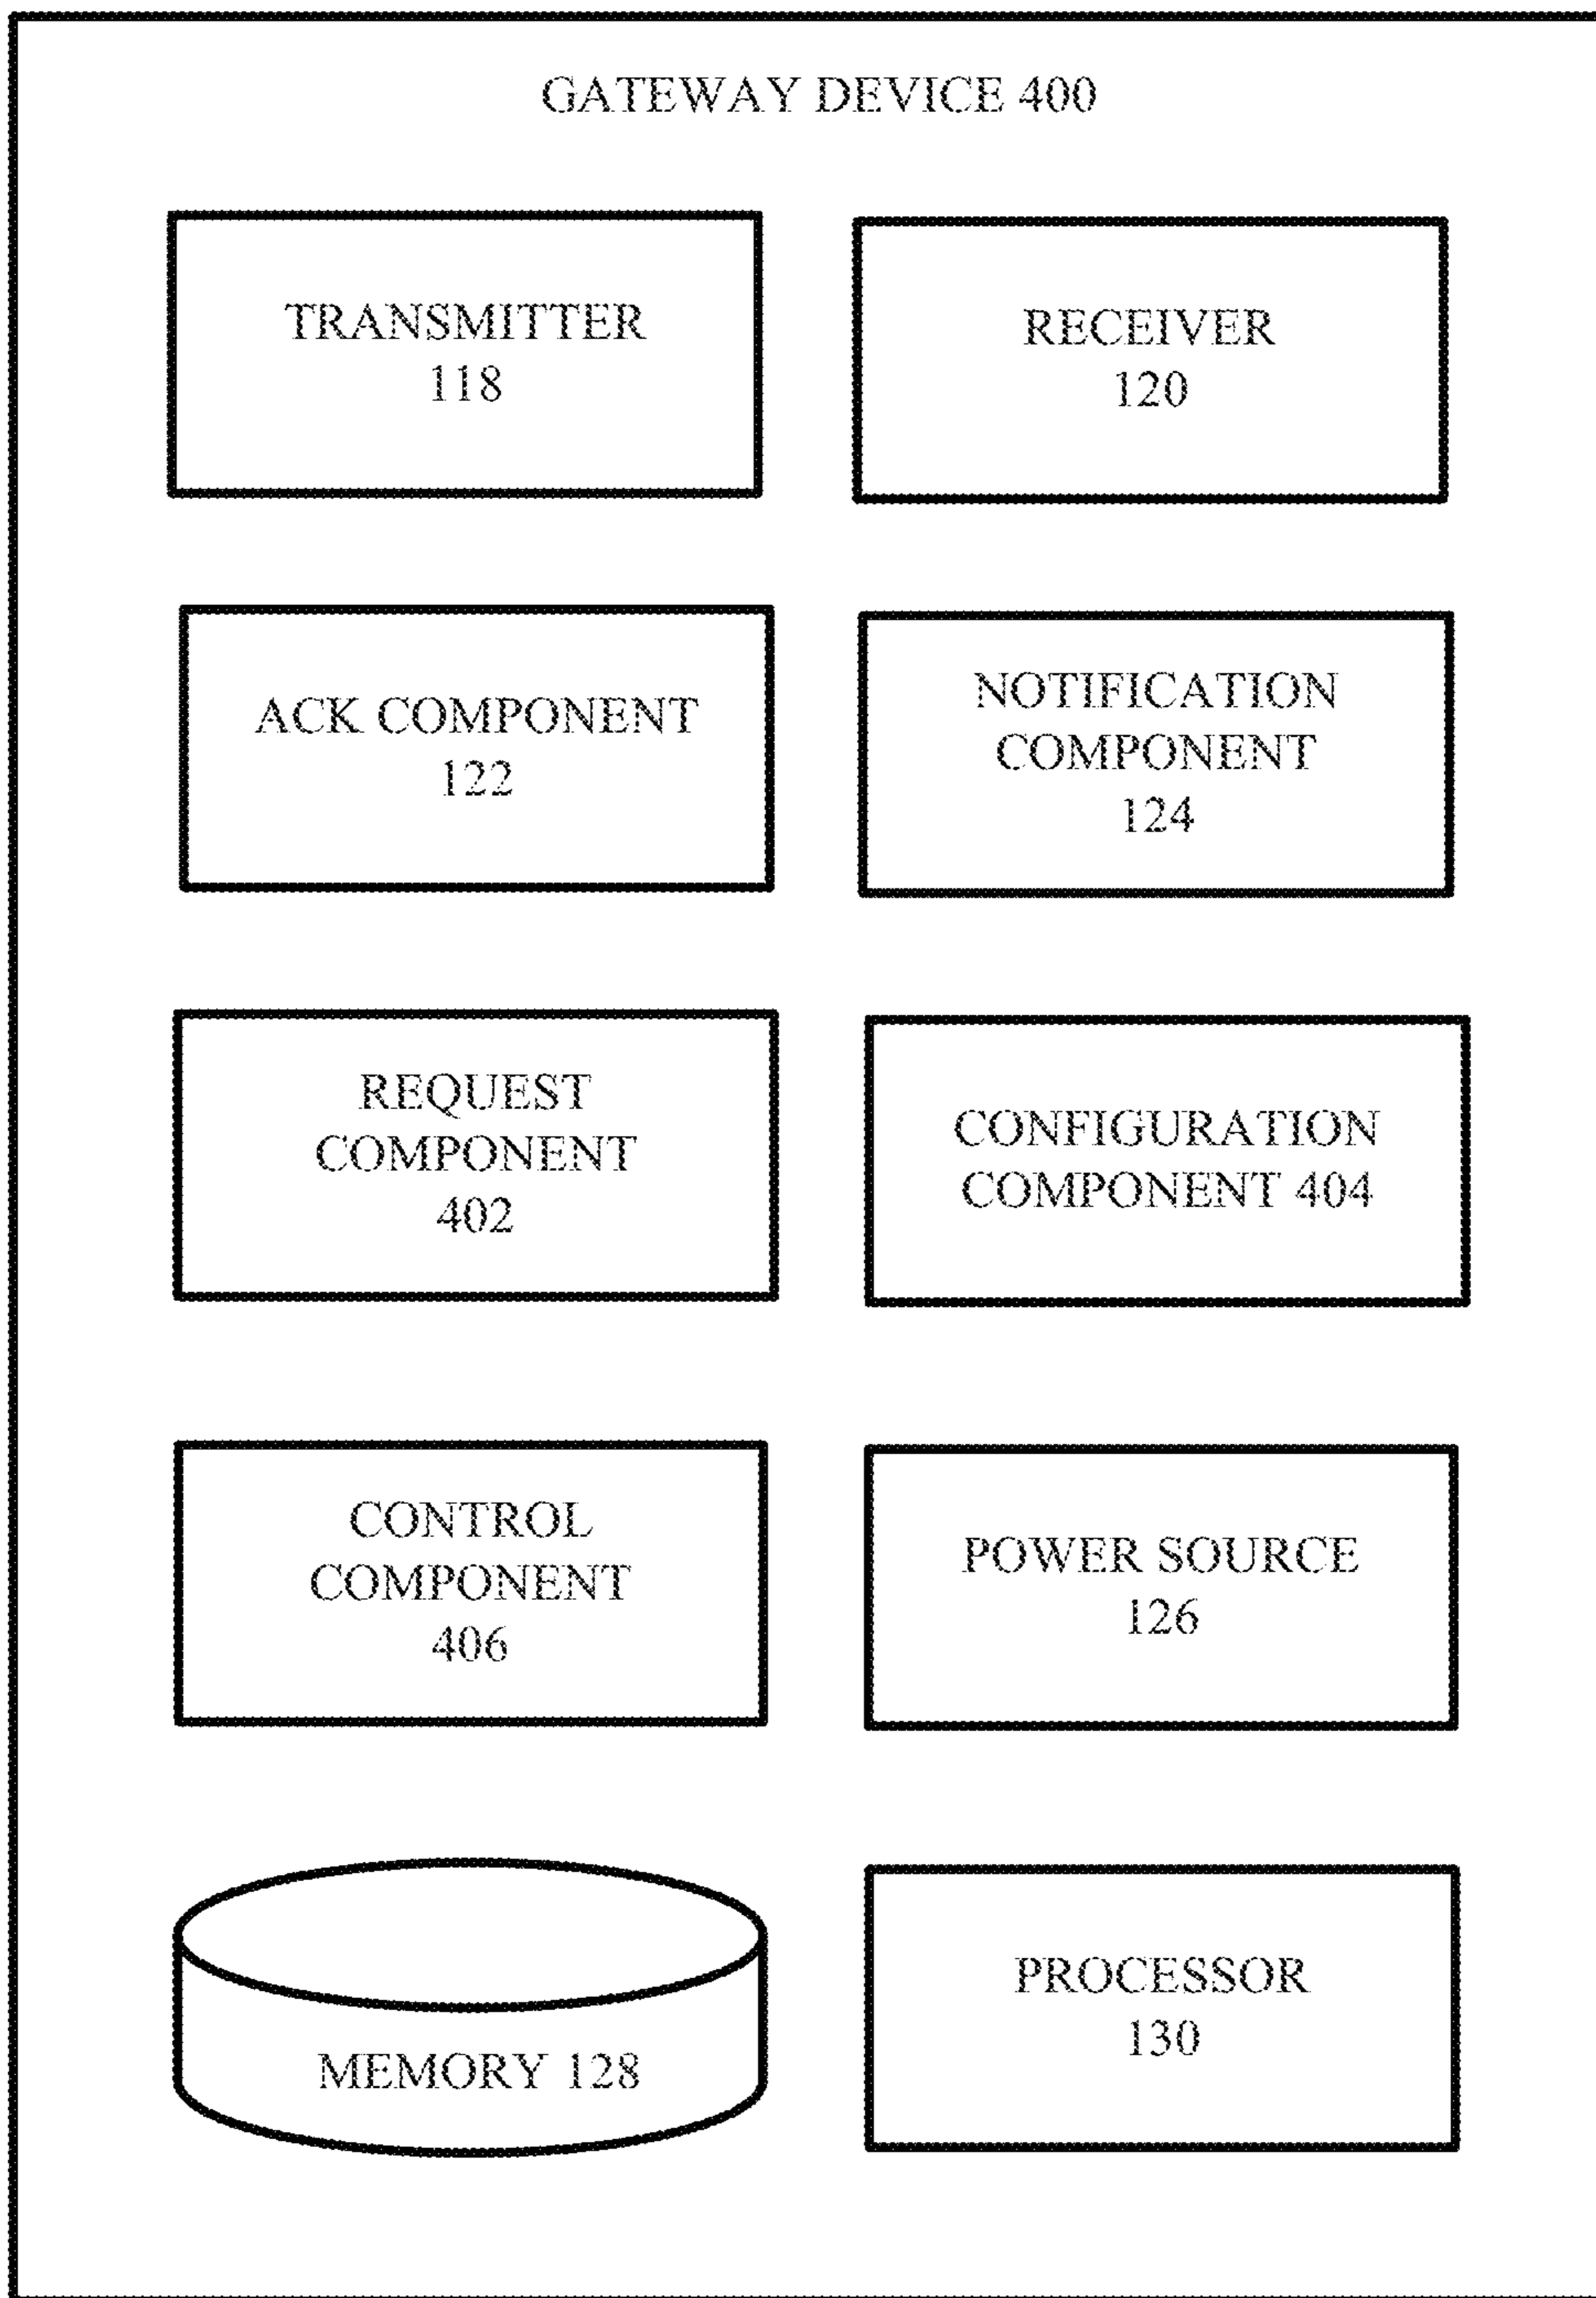 GATEWAY DEVICE 400
TRANSMITTER
118
RECEIVER
120
ACK COMPONENT
122
NOTIFICATION
COMPONENT
124
REQUEST
COMPONENT
402
CONFIGURATION
COMPONENT 404
CONTROL
COMPONENT
406
POWER SOURCE
126
MEMORY 128
PROCESSOR
130